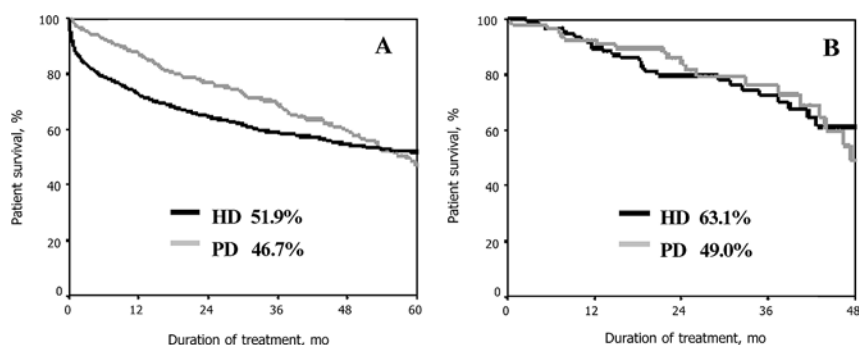 A
100
80
60
40
20
0
Patient survival, %
HD 51.9%
PD 46.7%
0 12 24 36 48 60
Duration of treatment, mo
B
100
80
60
40
20
0
Patient survival, %
HD 63.1%
PD 49.0%
0 12 24 36 48
Duration of treatment, mo